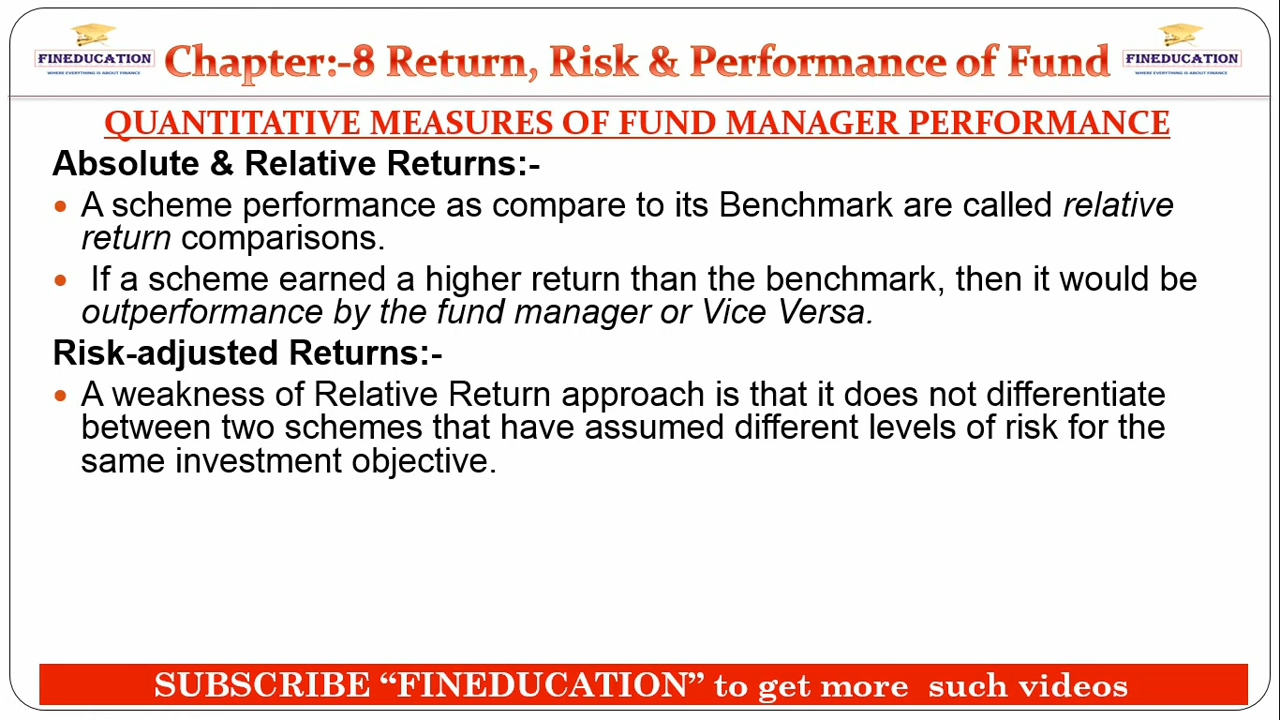 FINEDUCATION
WHERE EVERYTHING IS ABOUT FINANCE
Chapter:-8 Return, Risk & Performance of Fund
FINEDUCATION
WHERE EVERYTHING IS ABOUT FINANCE
QUANTITATIVE MEASURES OF FUND MANAGER PERFORMANCE
Absolute & Relative Returns:-
• A scheme performance as compare to its Benchmark are called relative
return comparisons.
• If a scheme earned a higher return than the benchmark, then it would be
outperformance by the fund manager or Vice Versa.
Risk-adjusted Returns:-
• A weakness of Relative Return approach is that it does not differentiate
between two schemes that have assumed different levels of risk for the
same investment objective.
SUBSCRIBE “FINEDUCATION” to get more such videos